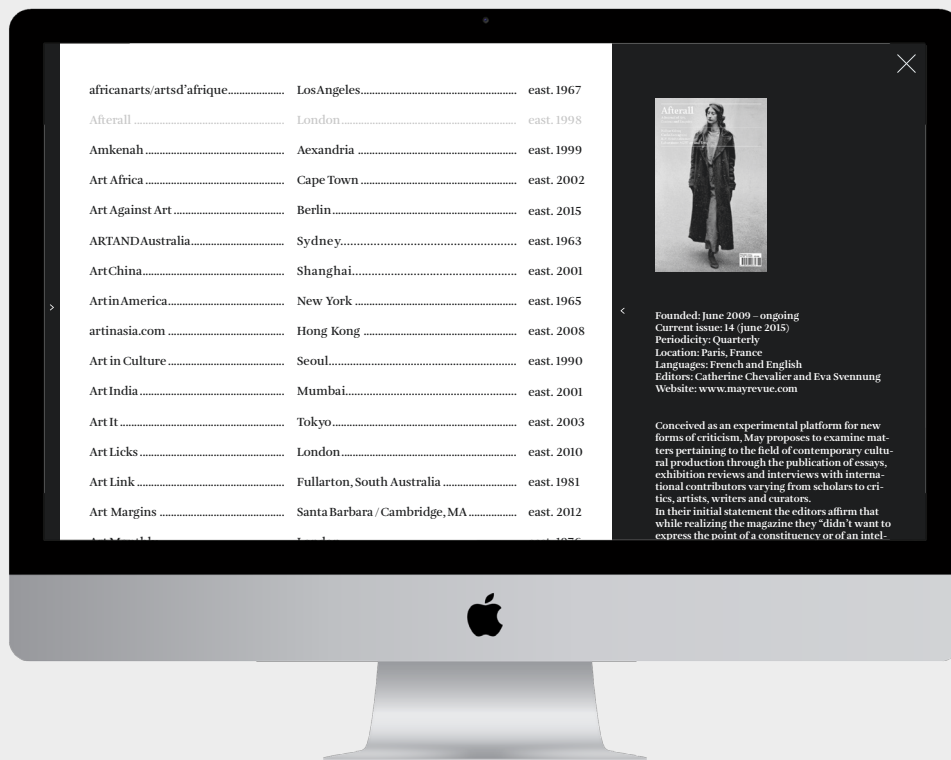 africanarts/artsd’afrique.................... LosAngeles.................................................... east. 1967
Afterall .................................................. London.......................................................... east. 1998
Amkenah .............................................. Aexandria ..................................................... east. 1999
Art Africa .............................................. Cape Town .................................................... east. 2002
Art Against Art ..................................... Berlin............................................................. east. 2015
ARTANDAustralia............................... Sydney........................................................... east. 1963
ArtChina............................................... Shanghai....................................................... east. 2001
ArtinAmerica....................................... New York ...................................................... east. 1965
artinasia.com ....................................... Hong Kong ................................................... east. 2008
Art in Culture ....................................... Seoul.............................................................. east. 1990
Art India ................................................ Mumbai......................................................... east. 2001
Art It ...................................................... Tokyo............................................................. east. 2003
Art Licks ................................................ London.......................................................... east. 2010
Art Link ................................................. Fullarton, South Australia ......................... east. 1981
Art Margins .......................................... Santa Barbara / Cambridge, MA ................ east. 2012
Afterall
Founded: June 2009 – ongoing
Current issue: 14 (june 2015)
Periodicity: Quarterly
Location: Paris, France
Languages: French and English
Editors: Catherine Chevalier and Eva Svennung
Website: www.mayrevue.com
Conceived as an experimental platform for new
forms of criticism, May proposes to examine mat-
ters pertaining to the field of contemporary cultu-
ral production through the publication of essays,
exhibition reviews and interviews with interna-
tional contributors varying from scholars to cri-
tics, artists, writers and curators.
In their initial statement the editors affirm that
while realizing the magazine they “didn’t want to
express the point of a constituency or of an intel-